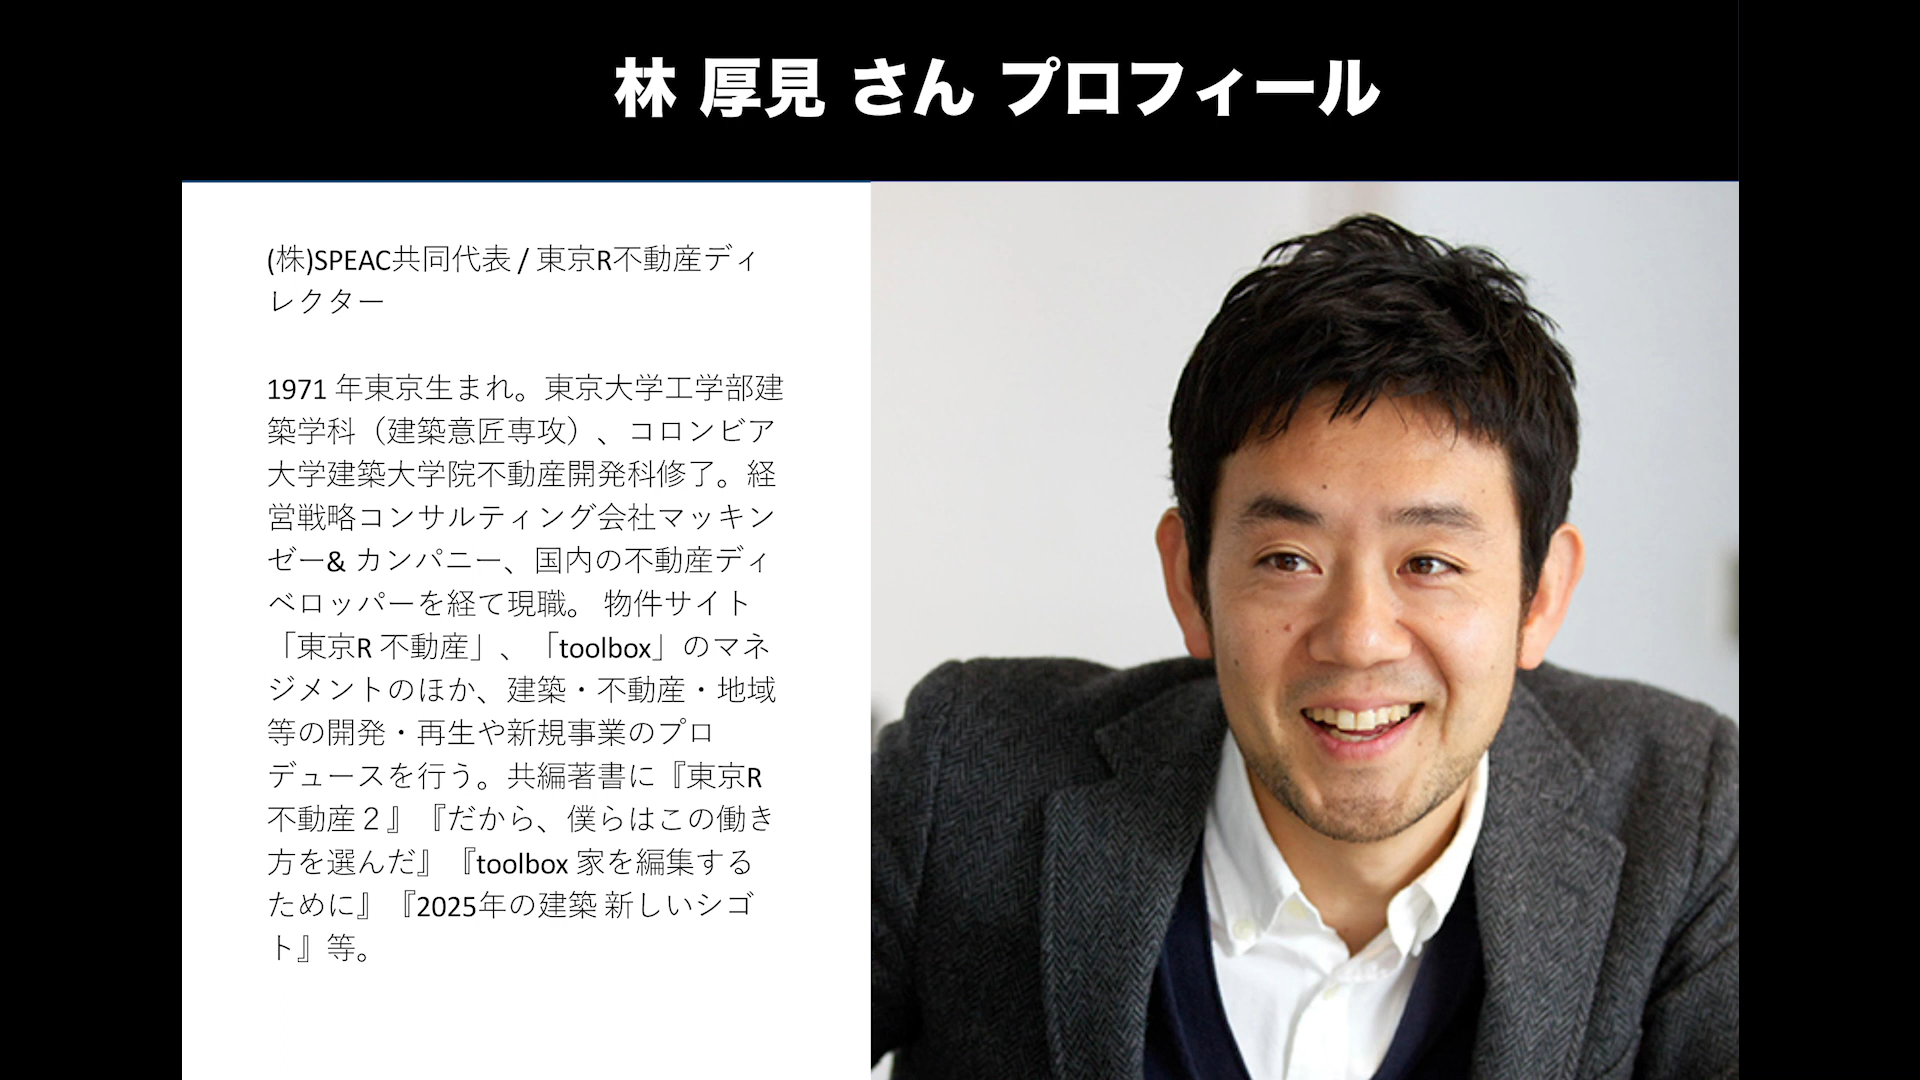 林 厚見 さん プロフィール
(株)SPEAC共同代表 / 東京R不動産ディ
レクター
1971 年東京生まれ。東京大学工学部建
築学科（建築意匠専攻）、コロンビア
大学建築大学院不動産開発科修了。経
営戦略コンサルティング会社マッキン
ゼー& カンパニー、国内の不動産ディ
ベロッパーを経て現職。 物件サイト
「東京R 不動産」、「toolbox」のマネ
ジメントのほか、建築・不動産・地域
等の開発・再生や新規事業のプロ
デュースを行う。共編著書に『東京R
不動産２』『だから、僕らはこの働き
方を選んだ』『toolbox 家を編集する
ために』『2025年の建築 新しいシゴ
ト』等。